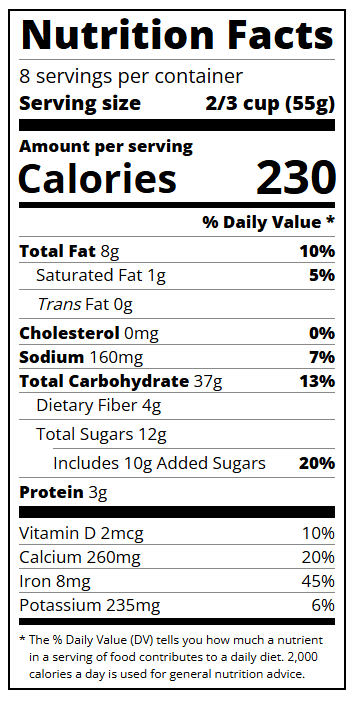 Nutrition Facts
8 servings per container
Serving size 2/3 cup (55g)
Amount per serving
Calories 230
% Daily Value *
Total Fat 8g 10%
Saturated Fat 1g 5%
Trans Fat 0g
Cholesterol 0mg 0%
Sodium 160mg 7%
Total Carbohydrate 37g 13%
Dietary Fiber 4g
Total Sugars 12g
Includes 10g Added Sugars 20%
Protein 3g
Vitamin D 2mcg 10%
Calcium 260mg 20%
Iron 8mg 45%
Potassium 235mg 6%
* The % Daily Value (DV) tells you how much a nutrient
in a serving of food contributes to a daily diet. 2,000
calories a day is used for general nutrition advice.